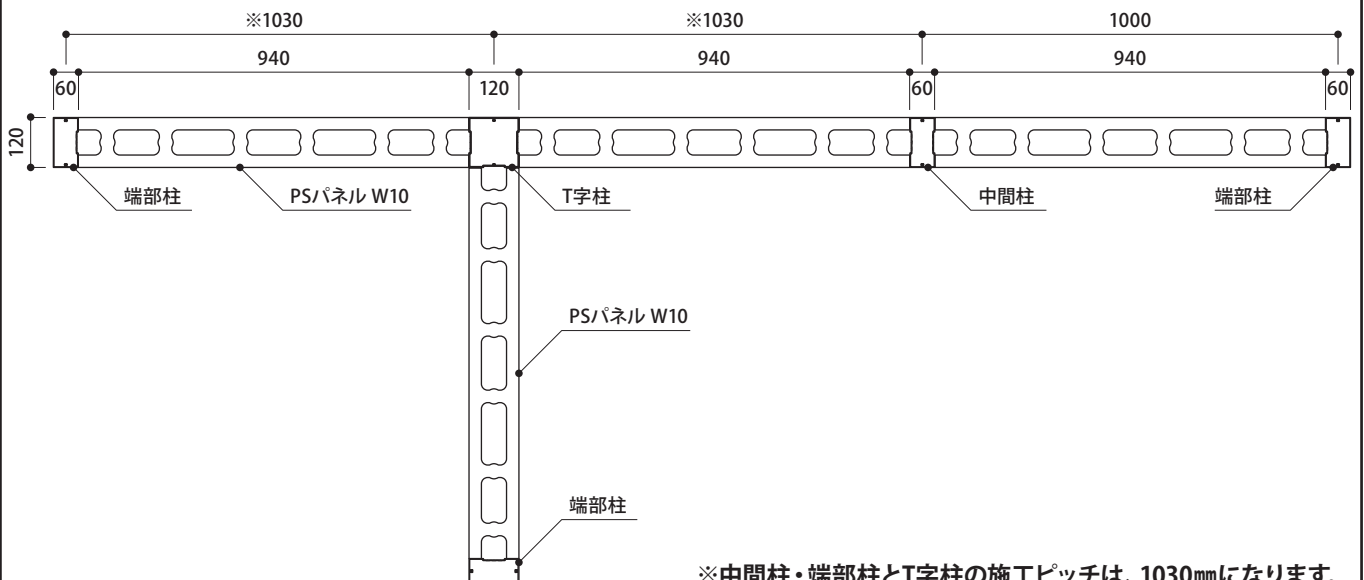 ※1030 ※1030 1000
940 940 940
60 120 60 60
120
端部柱 PSパネル W10 T字柱 中間柱 端部柱
PSパネル W10
端部柱
※中間柱・端部柱とT字柱の施工ピッチは、1030㎜になります。